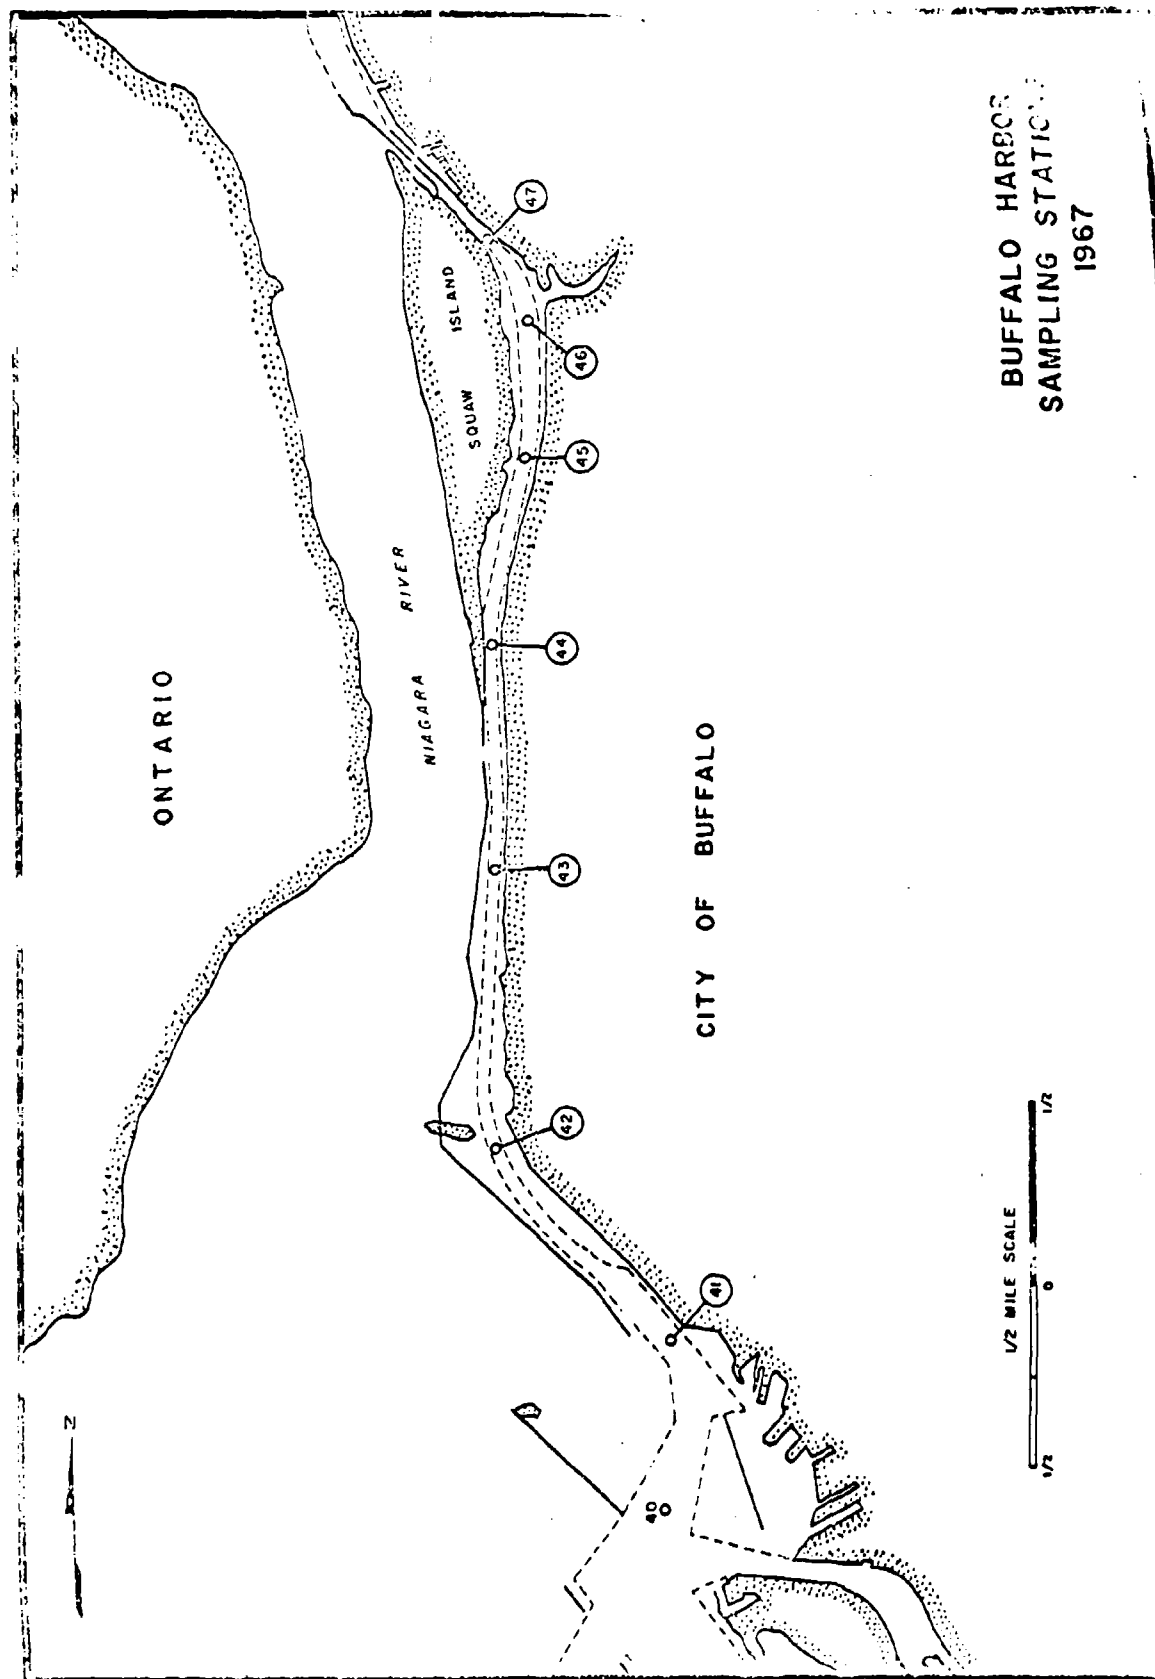 BUFFALO HARBOR
SAMPLING STATIONS
1967
ONTARIO
NIAGARA RIVER
SQUAW ISLAND
CITY OF BUFFALO
N
47
46
45
44
43
42
41
40
1/2 MILE SCALE
1/2 0 1/2